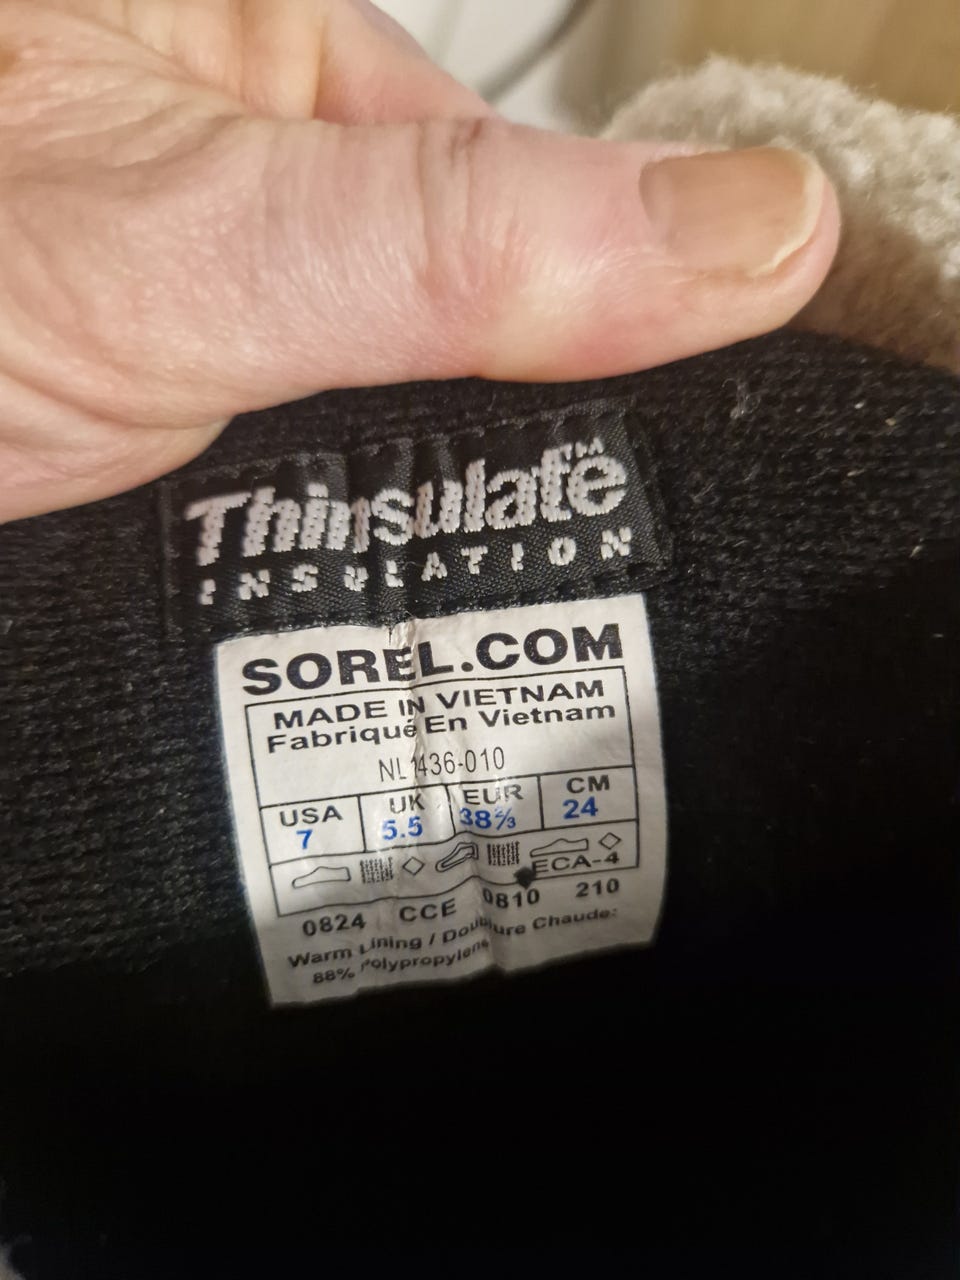 Thinsulate™
INSULATION
SOREL.COM
MADE IN VIETNAM
Fabriqué En Vietnam
NL1436-010
USA UK EUR CM
7 5.5 38⅔ 24
ECA-4
0824 CCE 0810 210
Warm Lining / Doublure Chaude:
88% Polypropylene